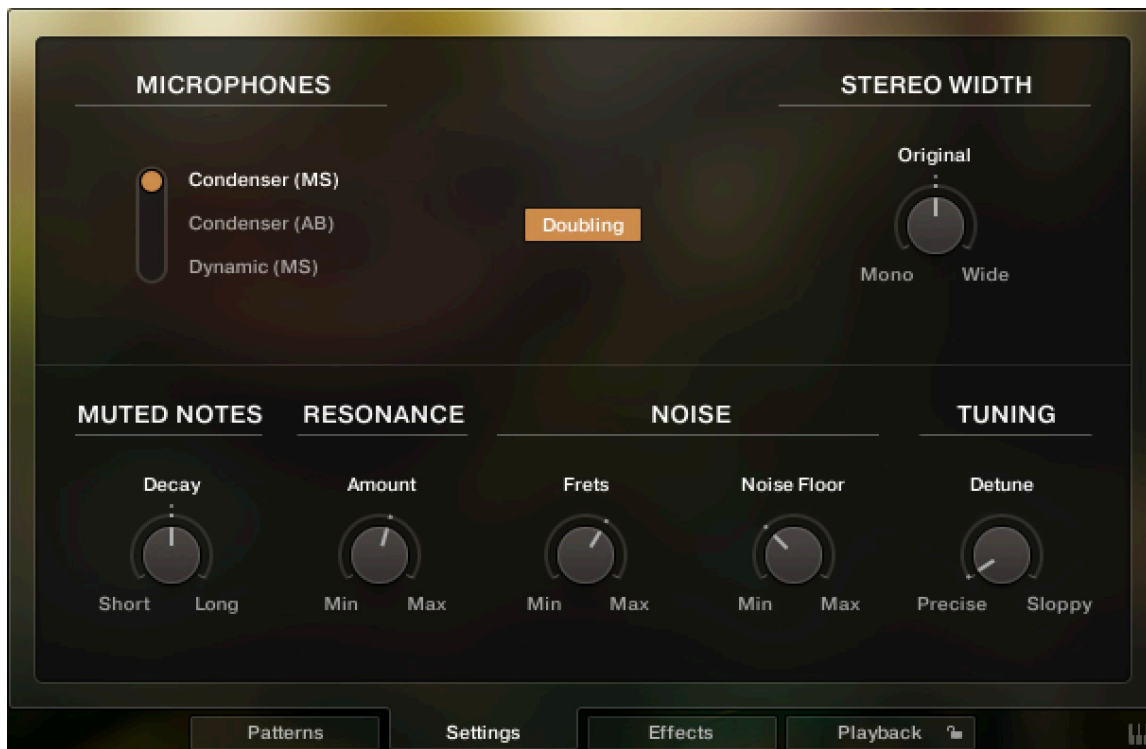 MICROPHONES
STEREO WIDTH
Condenser (MS)
Condenser (AB)
Dynamic (MS)
Doubling
Original
Mono Wide
MUTED NOTES RESONANCE NOISE TUNING
Decay Amount Frets Noise Floor Detune
Short Long Min Max Min Max Min Max Precise Sloppy
Patterns Settings Effects Playback